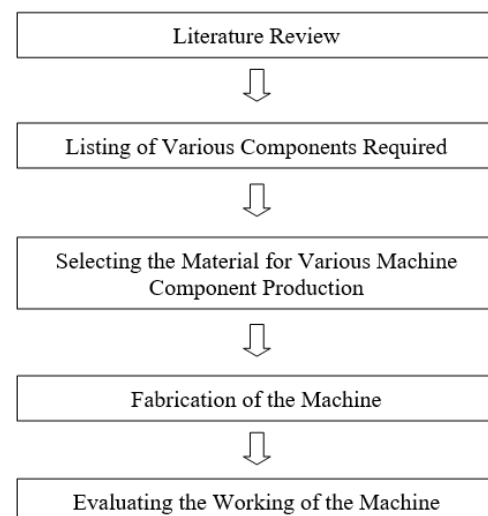 Literature Review
Listing of Various Components Required
Selecting the Material for Various Machine
Component Production
Fabrication of the Machine
Evaluating the Working of the Machine